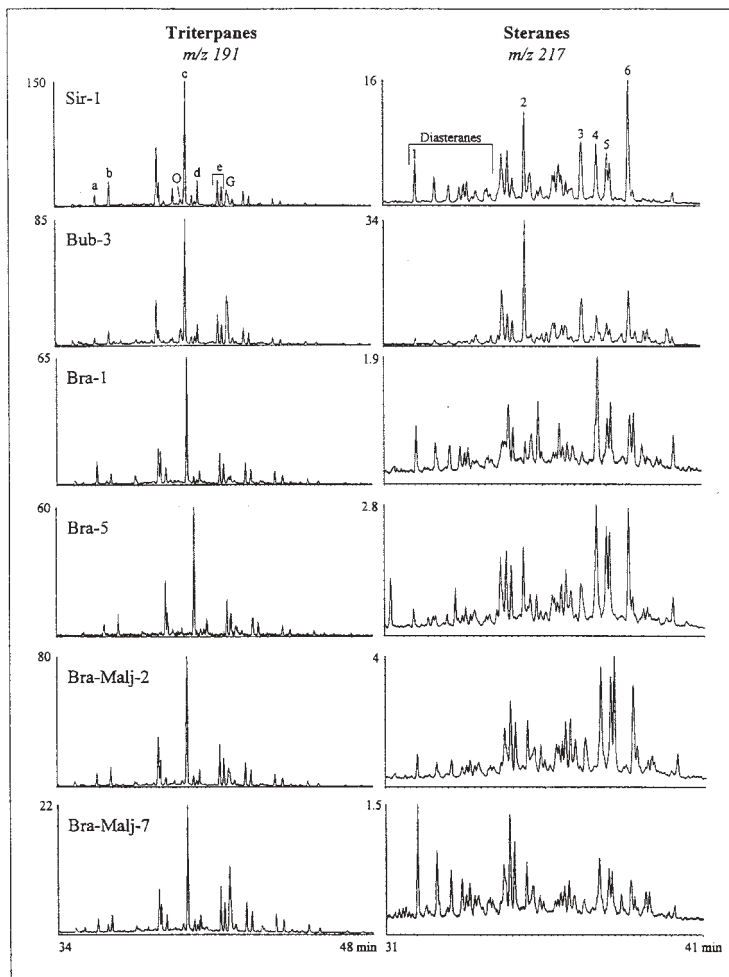 Triterpanes
m/z 191
Steranes
m/z 217
150
Sir-1
a
b
O
c
d
e
G
16
Diasteranes
1
2
3
4
5
6
85
Bub-3
34
65
Bra-1
1.9
60
Bra-5
2.8
80
Bra-Malj-2
4
22
Bra-Malj-7
1.5
34
48 min
31
41 min